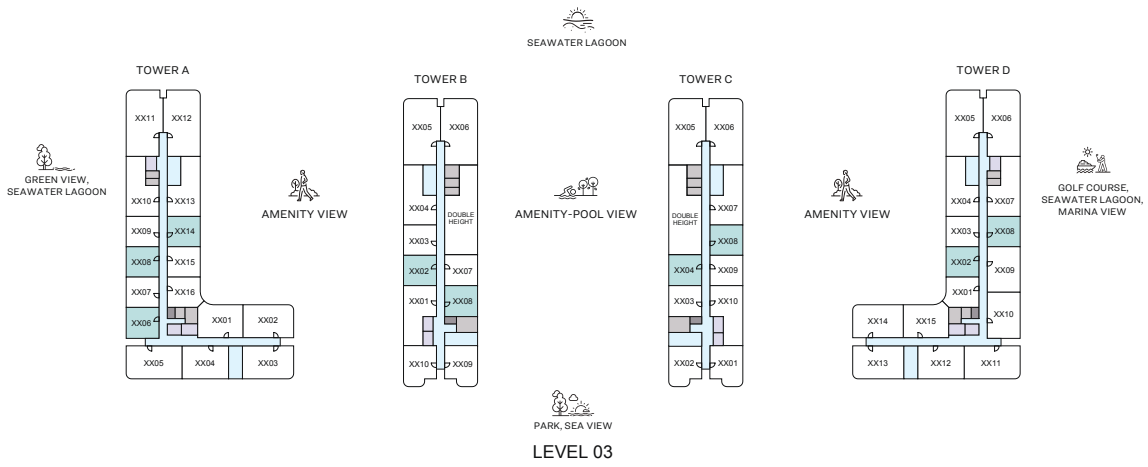 SEAWATER LAGOON
TOWER A
TOWER B
TOWER C
TOWER D
GREEN VIEW,
SEAWATER LAGOON
AMENITY VIEW
AMENITY-POOL VIEW
AMENITY VIEW
GOLF COURSE,
SEAWATER LAGOON,
MARINA VIEW
XX11
XX12
XX10
XX13
XX09
XX14
XX08
XX15
XX07
XX16
XX06
XX01
XX02
XX05
XX04
XX03
XX05
XX06
XX04
DOUBLE
HEIGHT
XX03
XX02
XX07
XX01
XX08
XX10
XX09
XX05
XX06
DOUBLE
HEIGHT
XX07
XX08
XX04
XX09
XX03
XX10
XX02
XX01
XX05
XX06
XX04
XX07
XX03
XX08
XX02
XX09
XX01
XX10
XX14
XX15
XX13
XX12
XX11
PARK, SEA VIEW
LEVEL 03